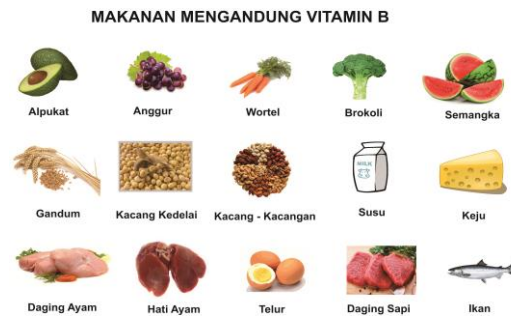 MAKANAN MENGANDUNG VITAMIN B
Alpukat
Anggur
Wortel
Brokoli
Semangka
Gandum
Kacang Kedelai
Kacang - Kacangan
Susu
Keju
Daging Ayam
Hati Ayam
Telur
Daging Sapi
Ikan